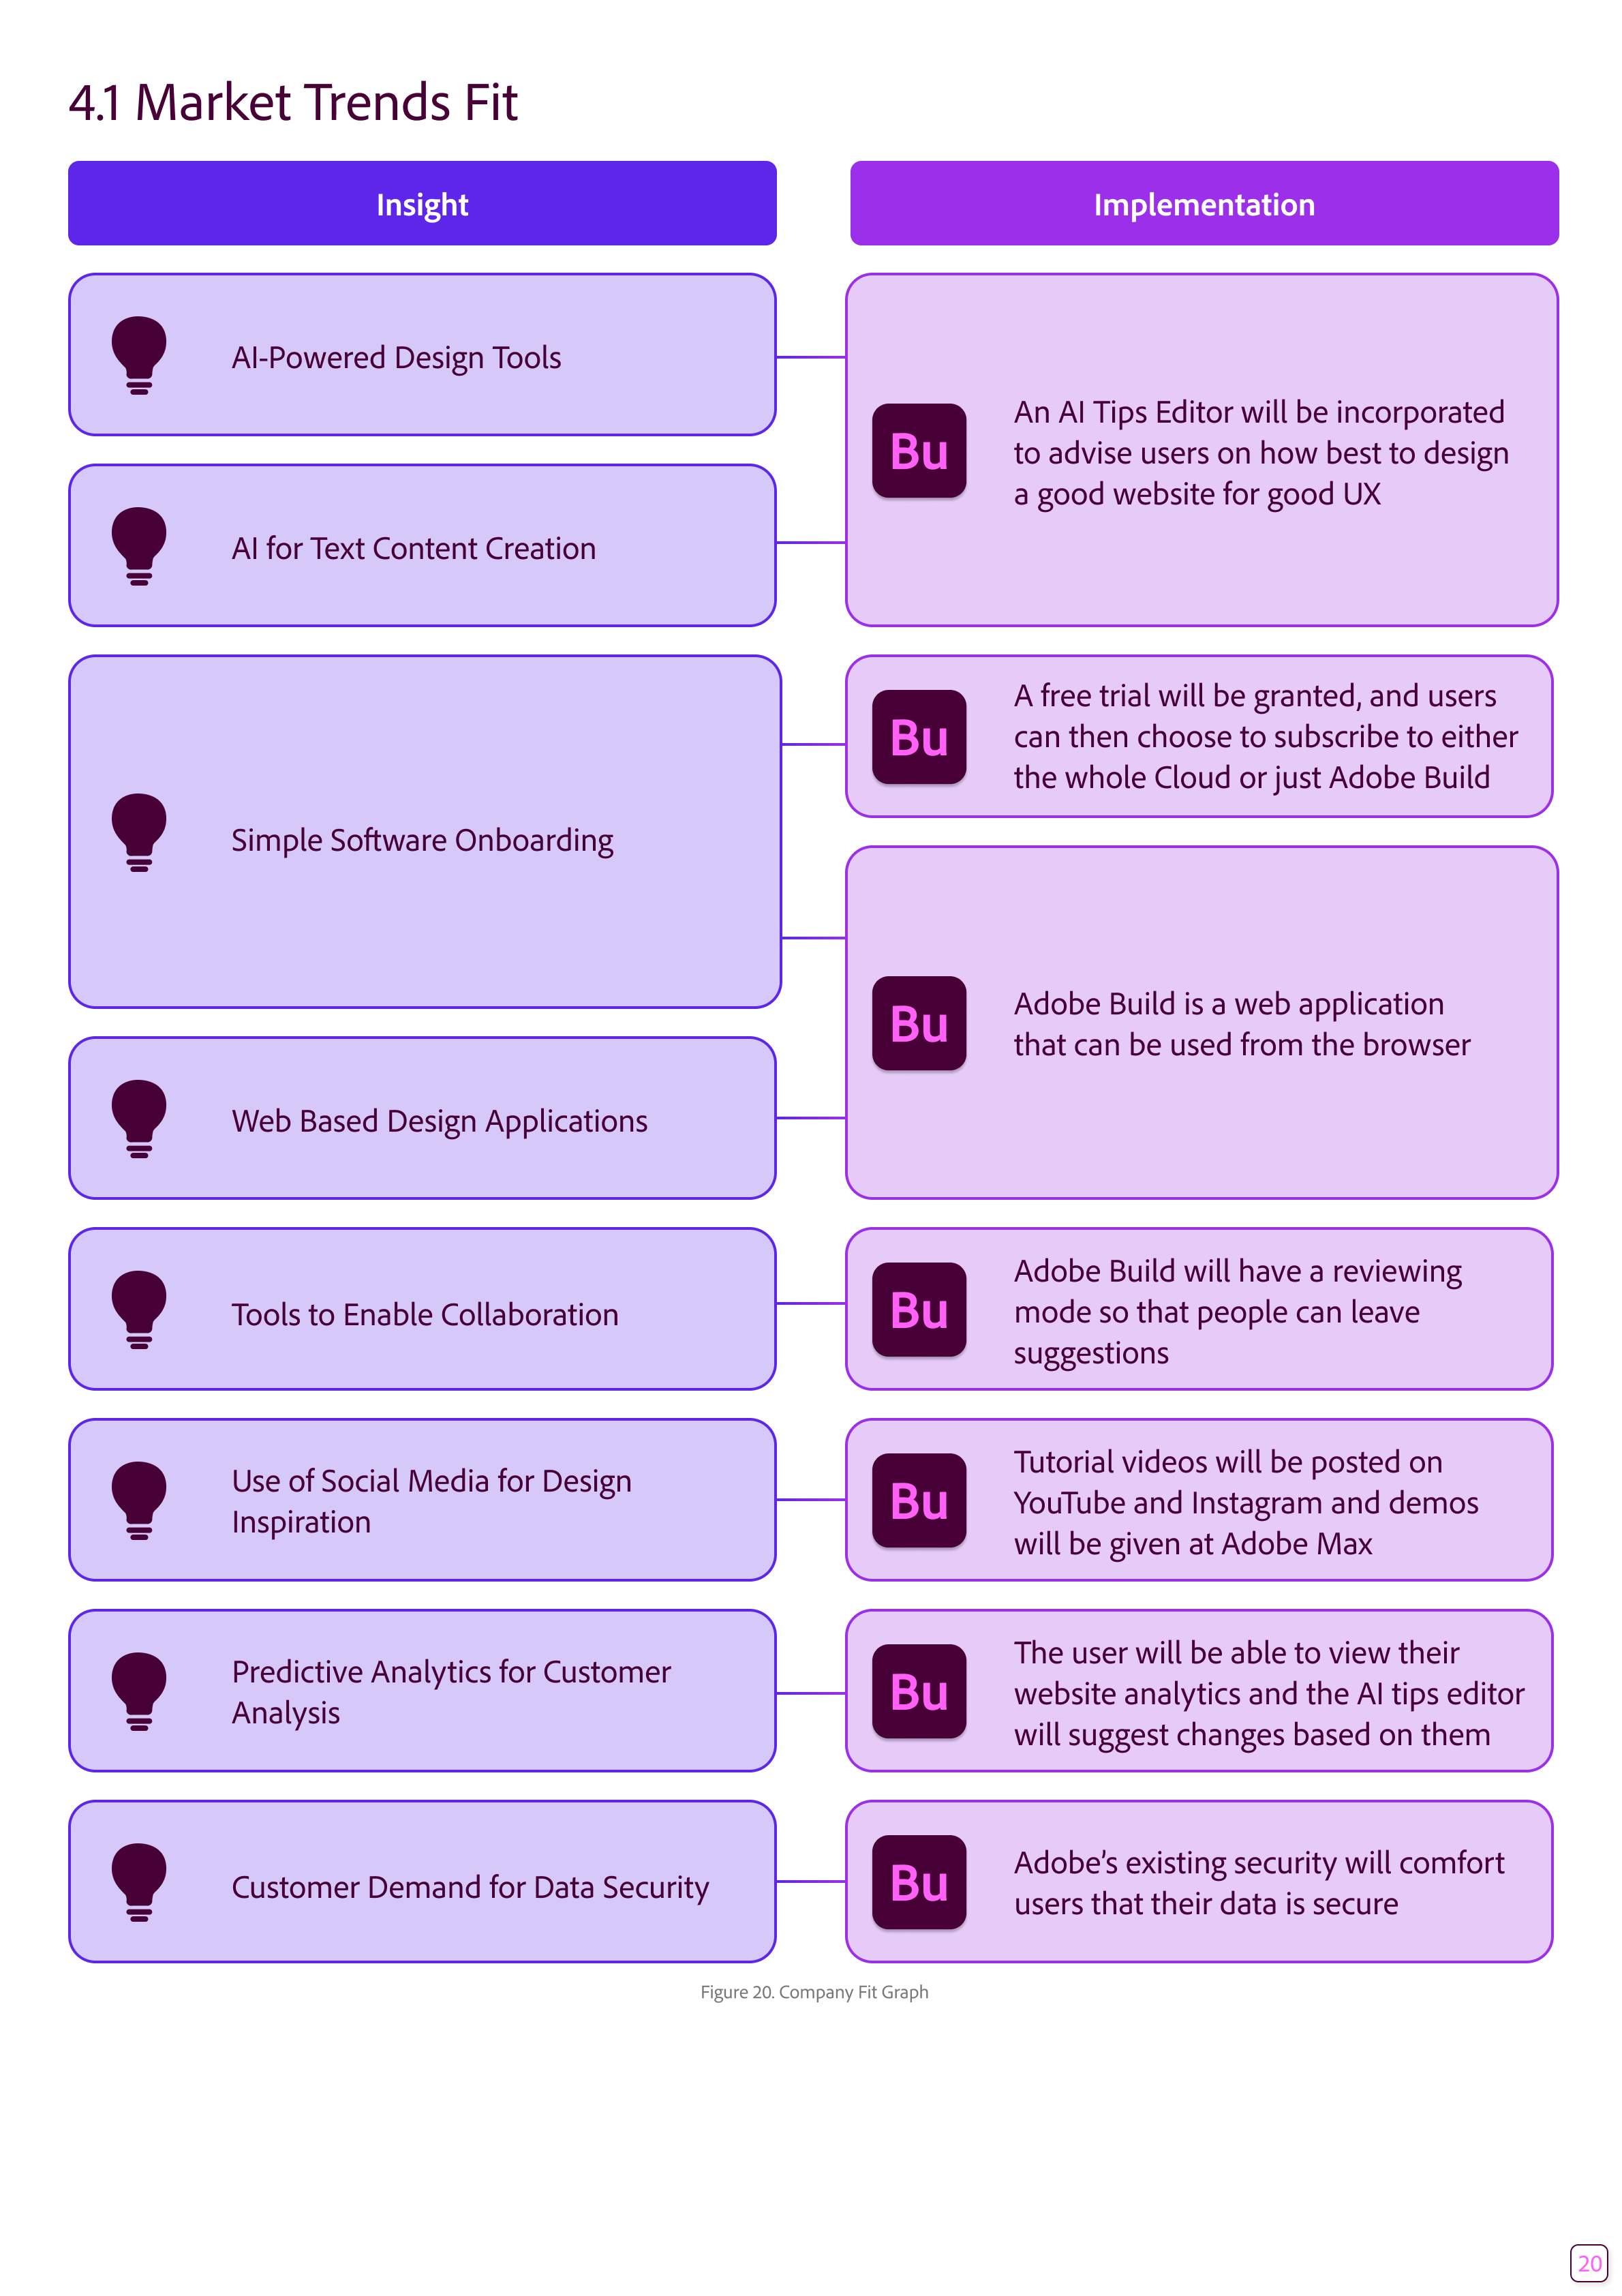 4.1 Market Trends Fit
Insight
Implementation
AI-Powered Design Tools
AI for Text Content Creation
Bu
An AI Tips Editor will be incorporated
to advise users on how best to design
a good website for good UX
Simple Software Onboarding
Bu
A free trial will be granted, and users
can then choose to subscribe to either
the whole Cloud or just Adobe Build
Web Based Design Applications
Bu
Adobe Build is a web application
that can be used from the browser
Tools to Enable Collaboration
Bu
Adobe Build will have a reviewing
mode so that people can leave
suggestions
Use of Social Media for Design
Inspiration
Bu
Tutorial videos will be posted on
YouTube and Instagram and demos
will be given at Adobe Max
Predictive Analytics for Customer
Analysis
Bu
The user will be able to view their
website analytics and the AI tips editor
will suggest changes based on them
Customer Demand for Data Security
Bu
Adobe’s existing security will comfort
users that their data is secure
Figure 20. Company Fit Graph
20